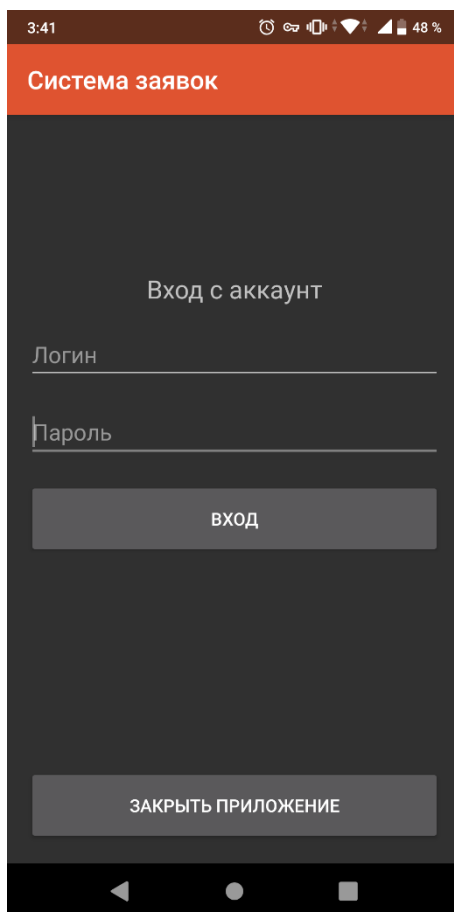 3:41
48 %
Система заявок
Вход с аккаунт
Логин
Пароль
ВХОД
ЗАКРЫТЬ ПРИЛОЖЕНИЕ